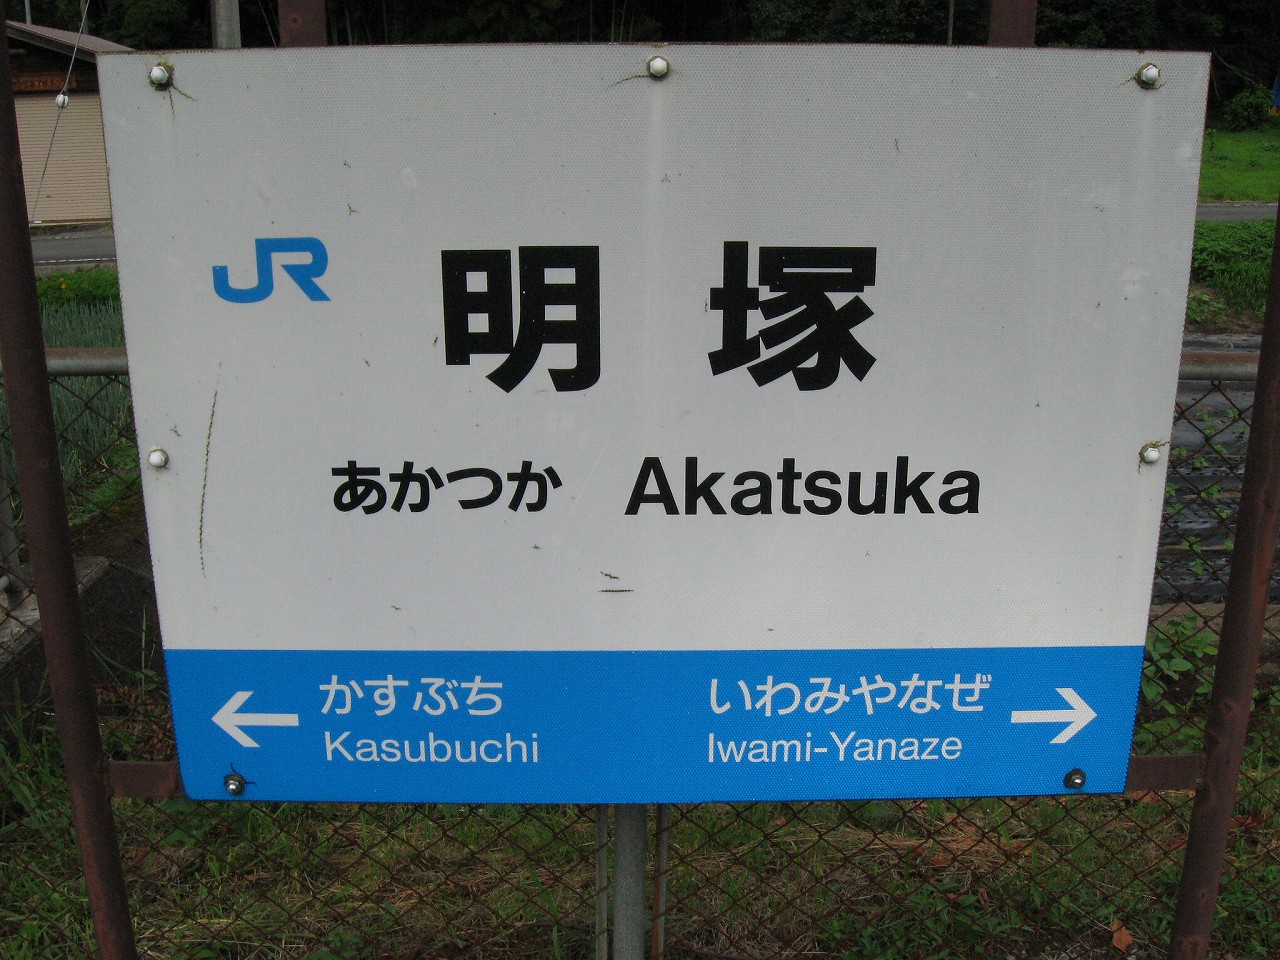 JR
明塚
あかつか Akatsuka
かすぶち いわみやなぜ
Kasubuchi Iwami-Yanaze